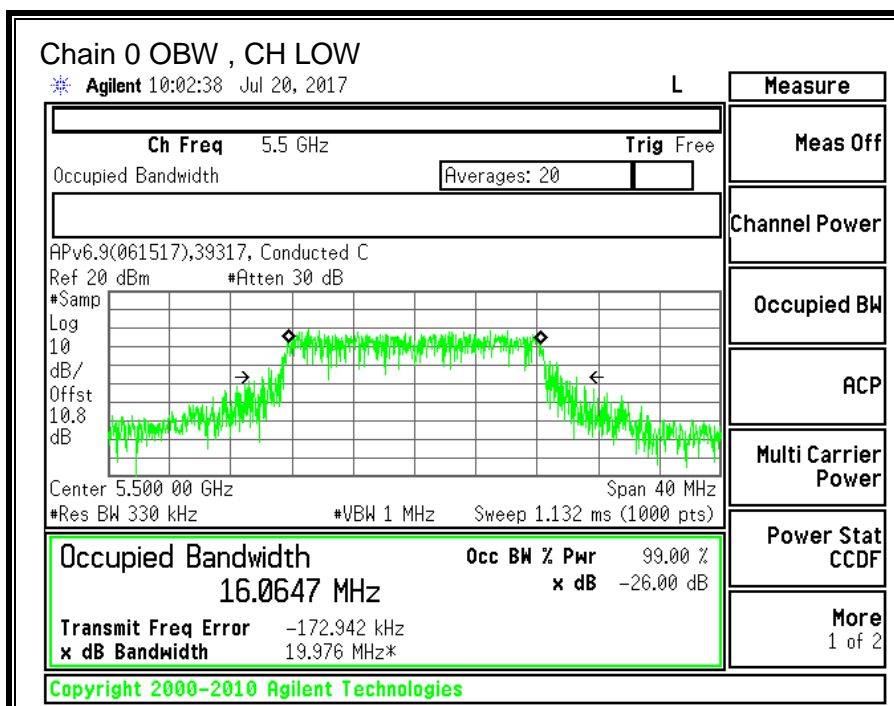 Chain 0 OBW , CH LOW
Agilent 10:02:38 Jul 20, 2017 L
Measure
Ch Freq 5.5 GHz Trig Free
Meas Off
Occupied Bandwidth Averages: 20
Channel Power
APv6.9(061517),39317, Conducted C
Ref 20 dBm #Atten 30 dB
#Samp
Log
10
dB/
Offst
10.8
dB
Occupied BW
ACP
Multi Carrier
Power
Center 5.500 00 GHz Span 40 MHz
#Res BW 330 kHz #VBW 1 MHz Sweep 1.132 ms (1000 pts)
Power Stat
CCDF
Occupied Bandwidth Occ BW % Pwr 99.00 %
16.0647 MHz x dB -26.00 dB
Transmit Freq Error -172.942 kHz
x dB Bandwidth 19.976 MHz*
More
1 of 2
Copyright 2000-2010 Agilent Technologies